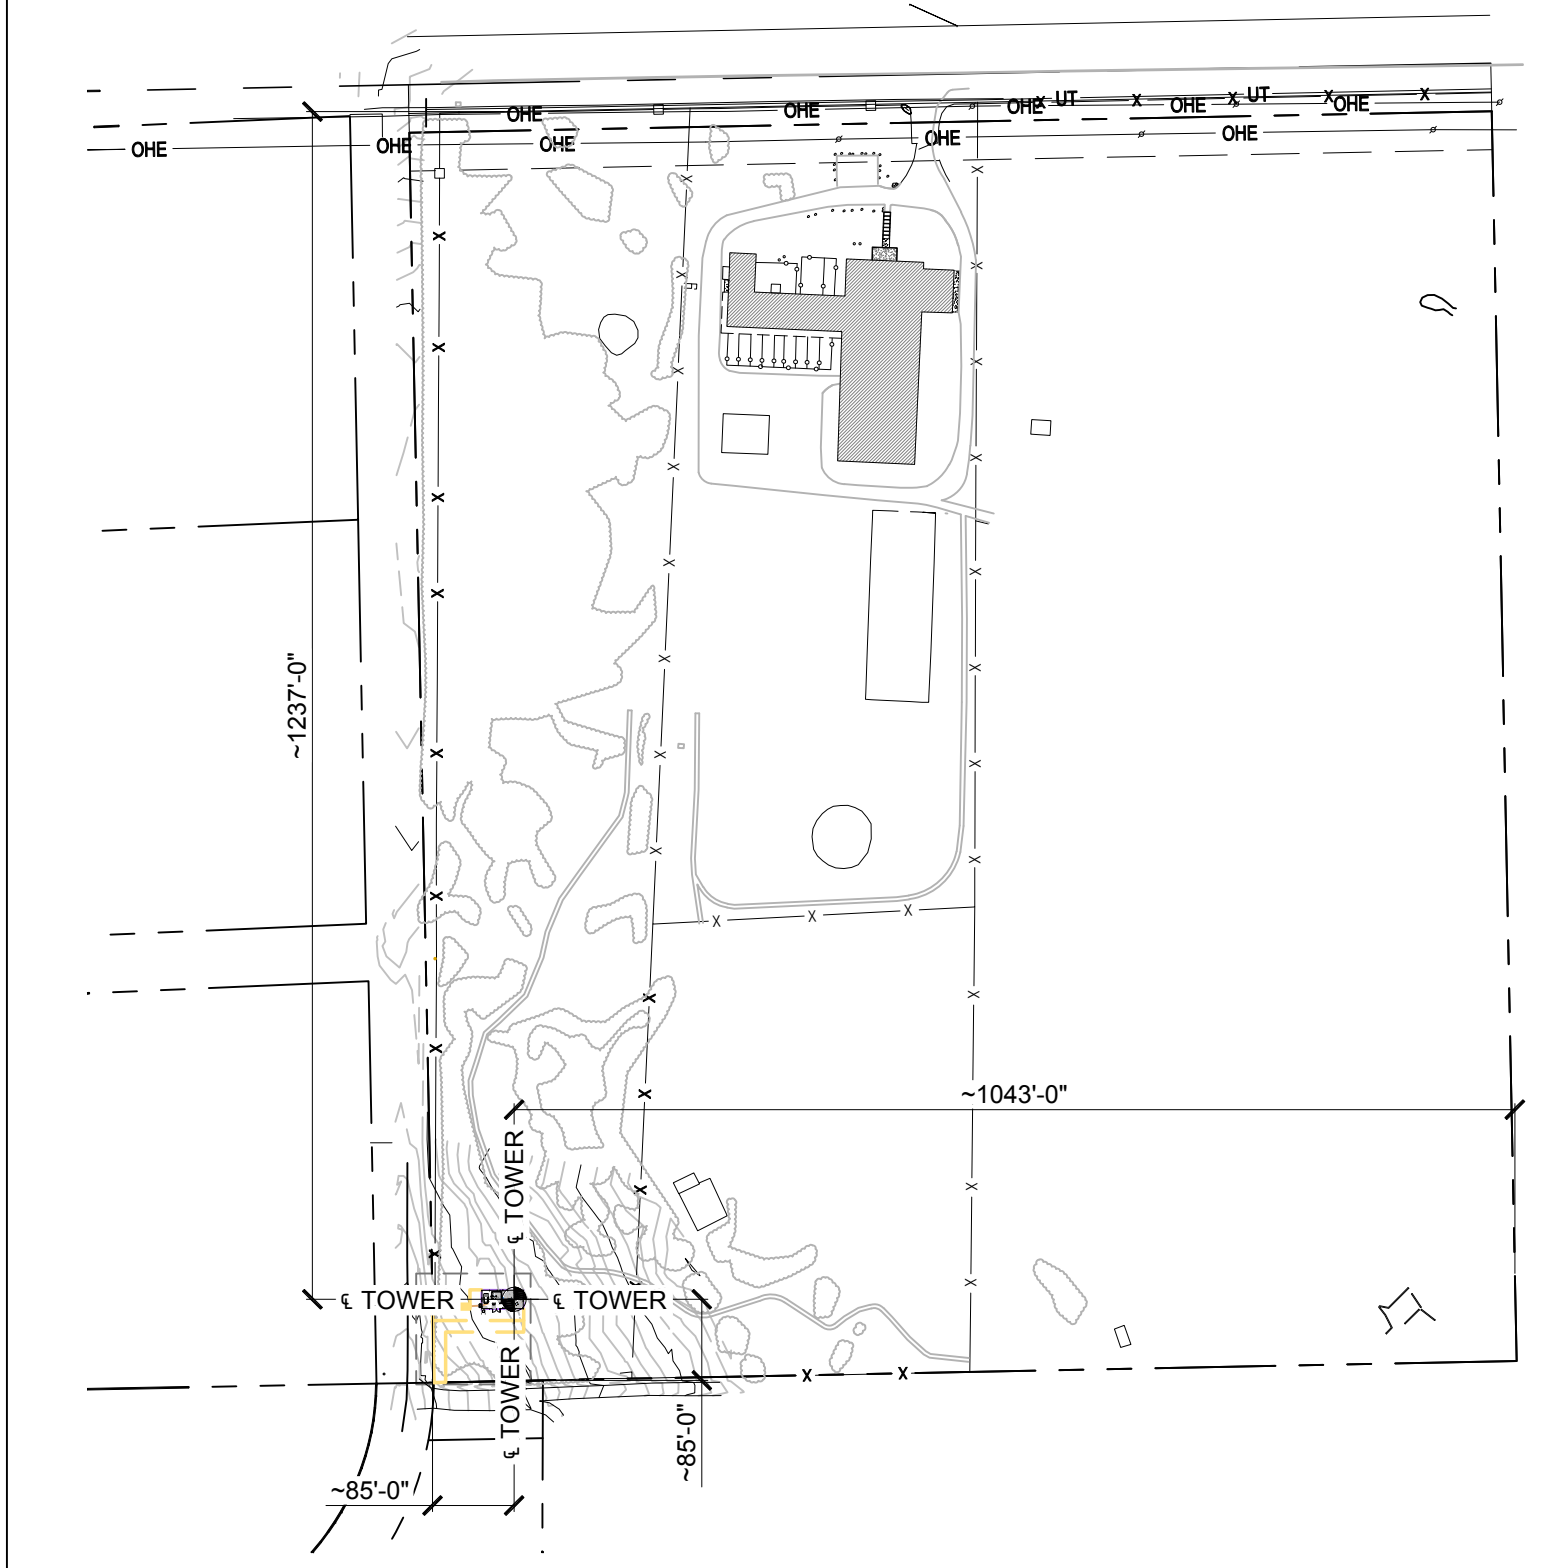 OHE
OHE
OHE
UT
OHE
UT
OHE
OHE
OHE
OHE
OHE
OHE
~1237'-0"
~1043'-0"
℄ TOWER
℄ TOWER
℄ TOWER
℄ TOWER
~85'-0"
~85'-0"